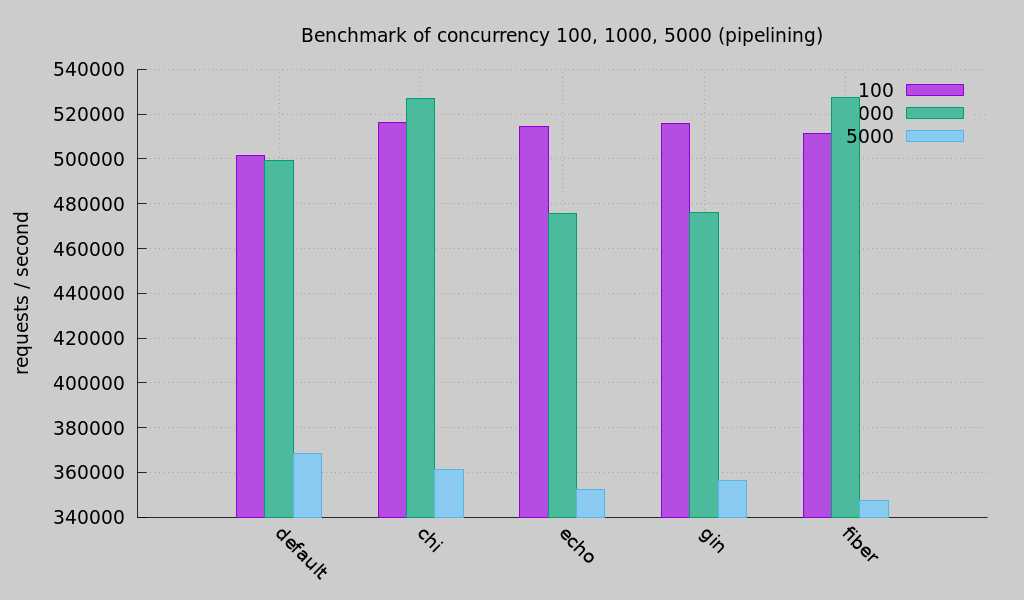 Benchmark of concurrency 100, 1000, 5000 (pipelining)
540000
520000
500000
480000
460000
440000
420000
400000
380000
360000
340000
requests / second
100
000
5000
default
chi
echo
gin
fiber